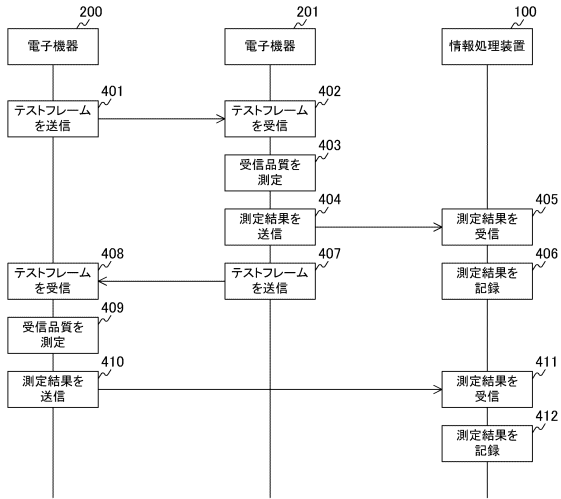 200
201
100
電子機器
電子機器
情報処理装置
401
402
テストフレーム
を送信
テストフレーム
を受信
403
受信品質を
測定
404
405
測定結果を
送信
測定結果を
受信
408
407
406
テストフレーム
を受信
テストフレーム
を送信
測定結果を
記録
409
受信品質を
測定
410
411
測定結果を
送信
測定結果を
受信
412
測定結果を
記録